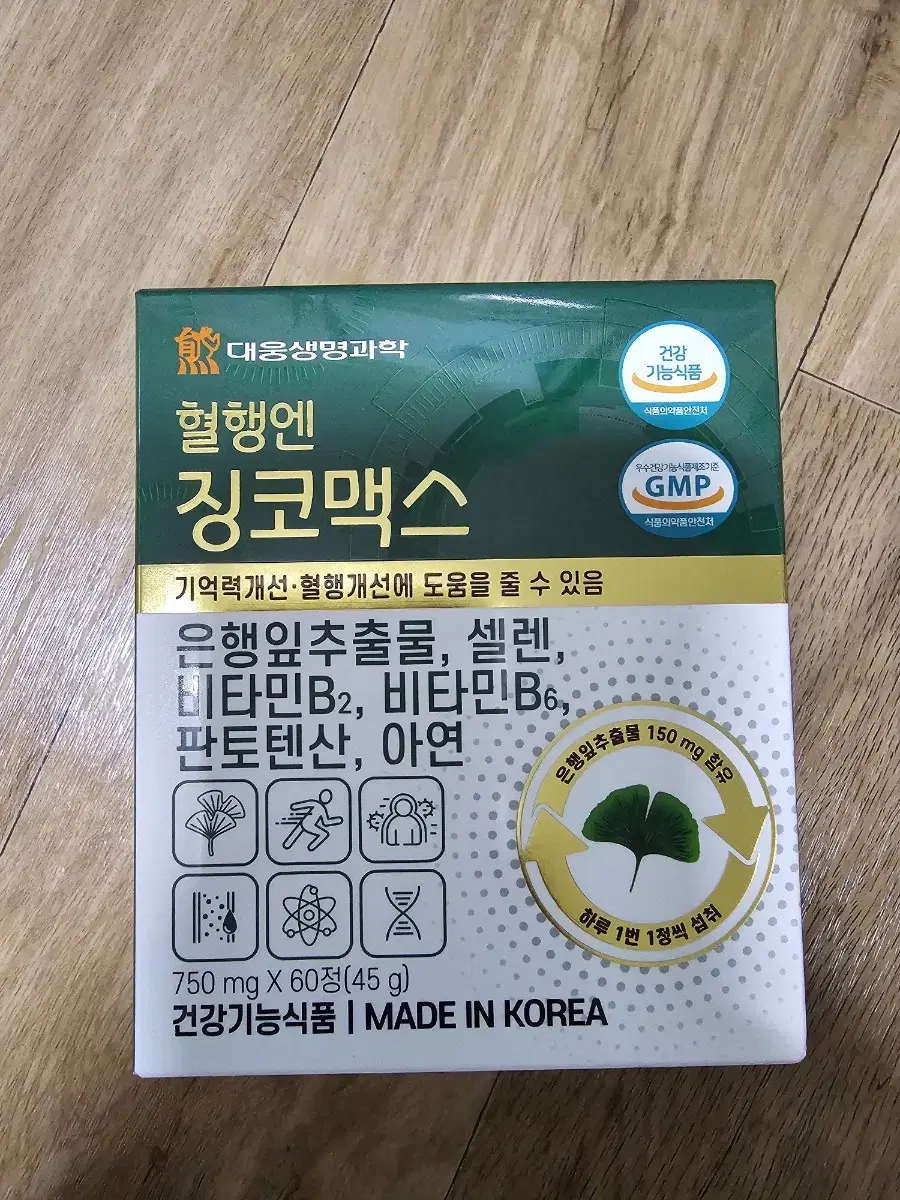 대웅생명과학
건강
기능식품
식품의약품안전처
혈행엔
징코맥스
우수건강기능식품제조기준
GMP
식품의약품안전처
기억력개선·혈행개선에 도움을 줄 수 있음
은행잎추출물, 셀렌,
비타민B2, 비타민B6,
판토텐산, 아연
은행잎추출물 150 mg 함유
하루 1번 1정씩 섭취
750 mg X 60정(45 g)
건강기능식품 | MADE IN KOREA